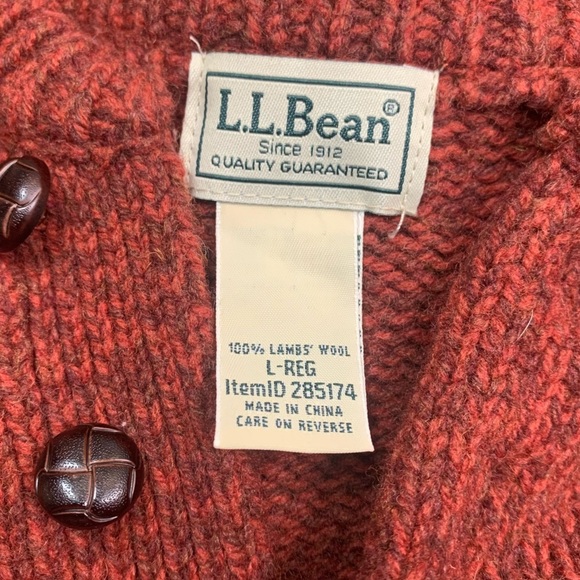 L.L.Bean®
Since 1912
QUALITY GUARANTEED
100% LAMBS' WOOL
L-REG
ItemID 285174
MADE IN CHINA
CARE ON REVERSE